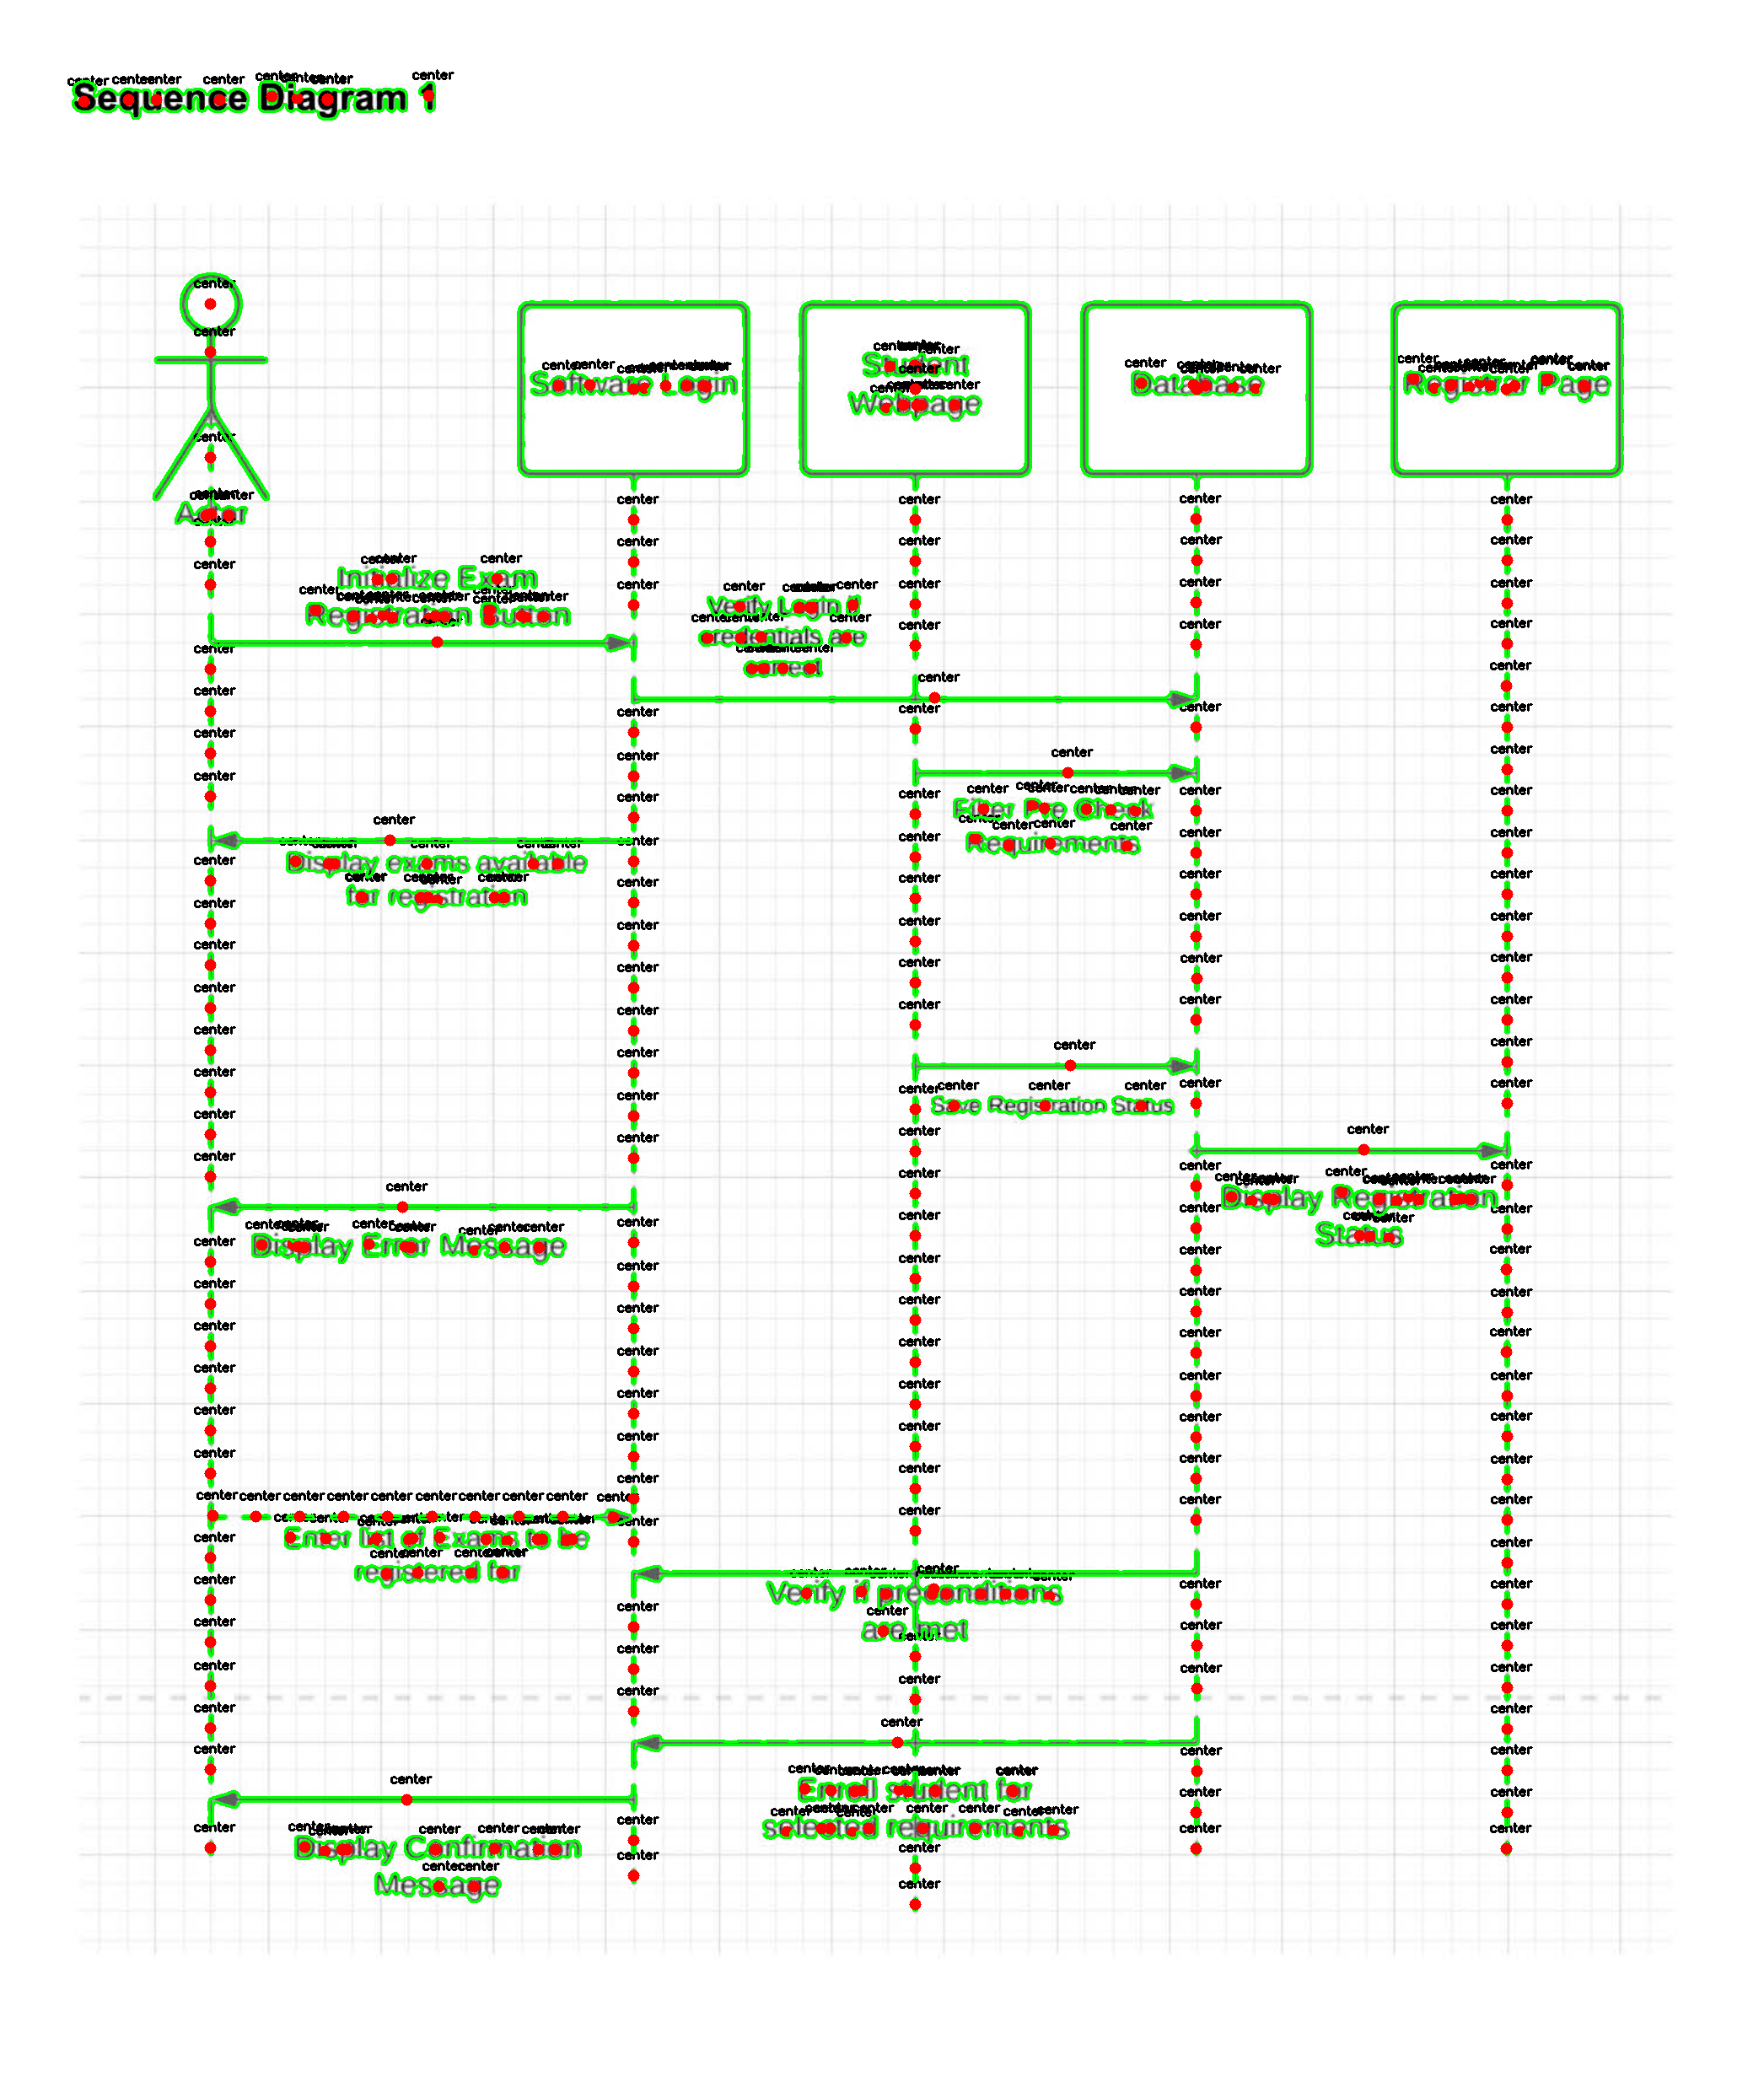 Sequence Diagram 1
Actor
Software Login
Student
Webpage
Database
Registrar Page
Initialize Exam
Registration Button
Verify Login if
credentials are
correct
Filter Pre Check
Requirements
Display exams available
for registration
Save Registration Status
Display Registration
Status
Display Error Message
Enter list of Exams to be
registered for
Verify if preconditions
are met
Enroll student for
selected requirements
Display Confirmation
Message
center